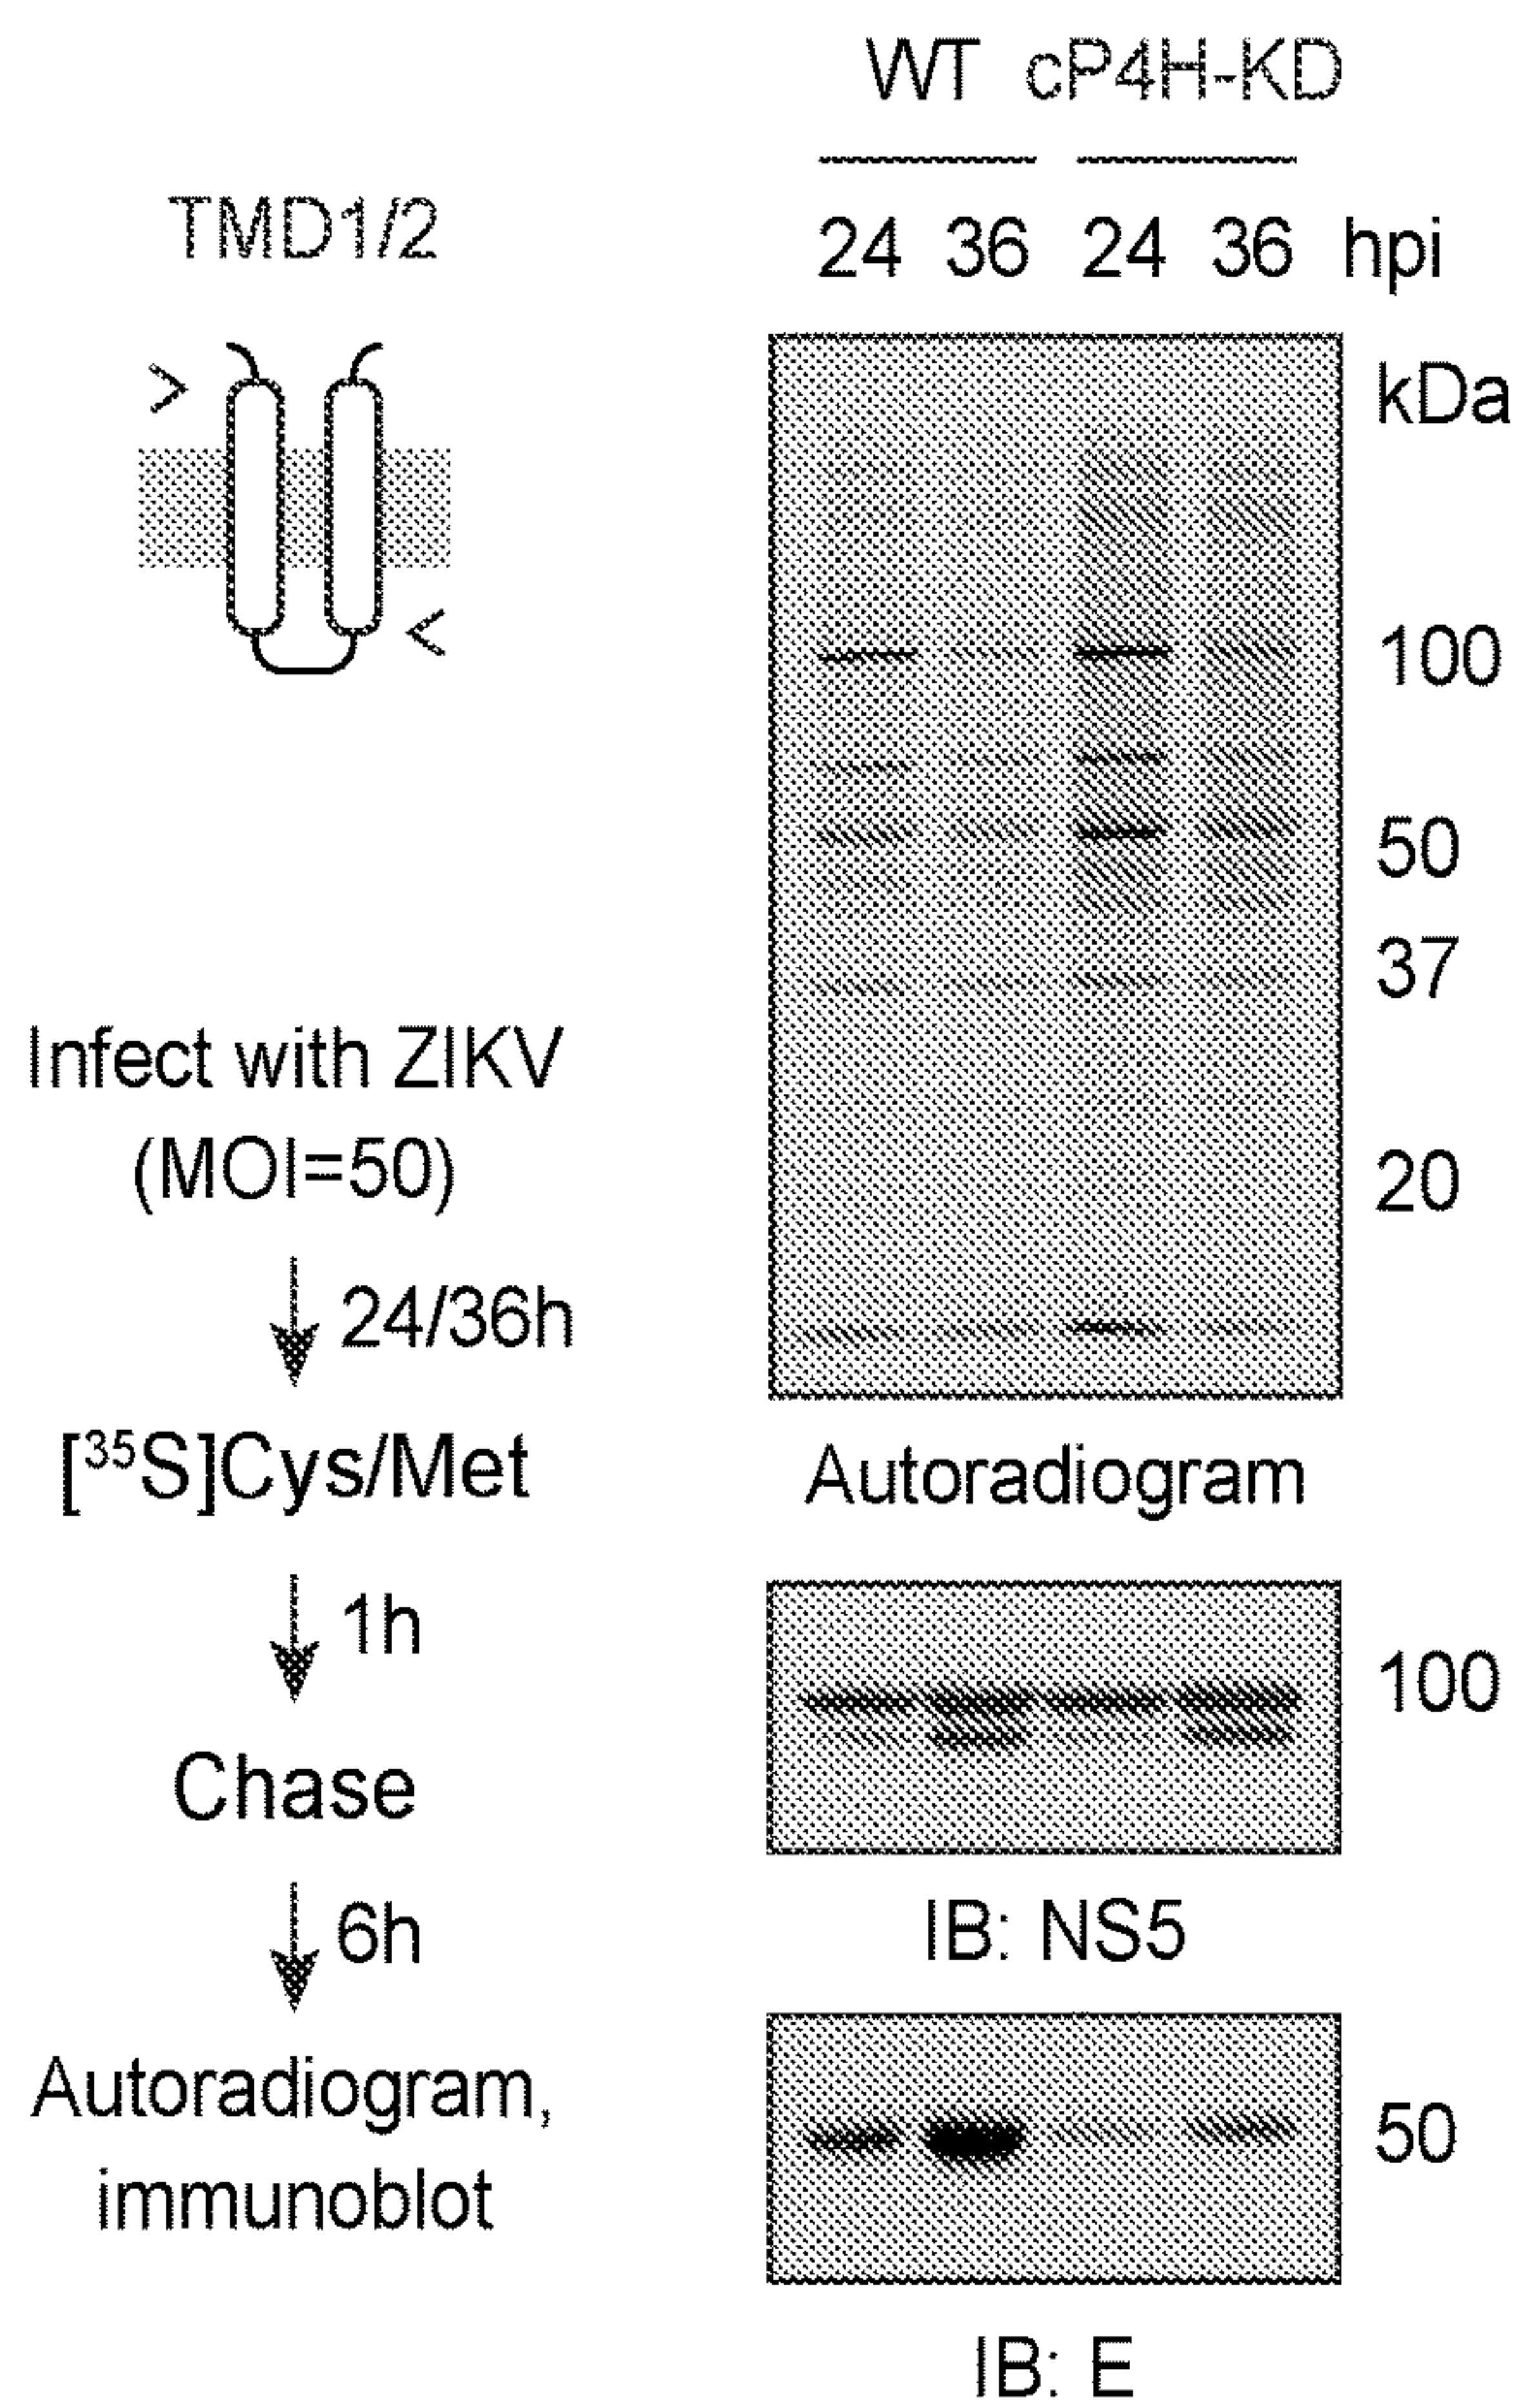 WT cP4H-KD
24 36 24 36 hpi
TMD1/2
>
<
kDa
100
50
37
20
Infect with ZIKV
(MOI=50)
24/36h
[³⁵S]Cys/Met
1h
Chase
6h
Autoradiogram,
immunoblot
Autoradiogram
100
IB: NS5
50
IB: E